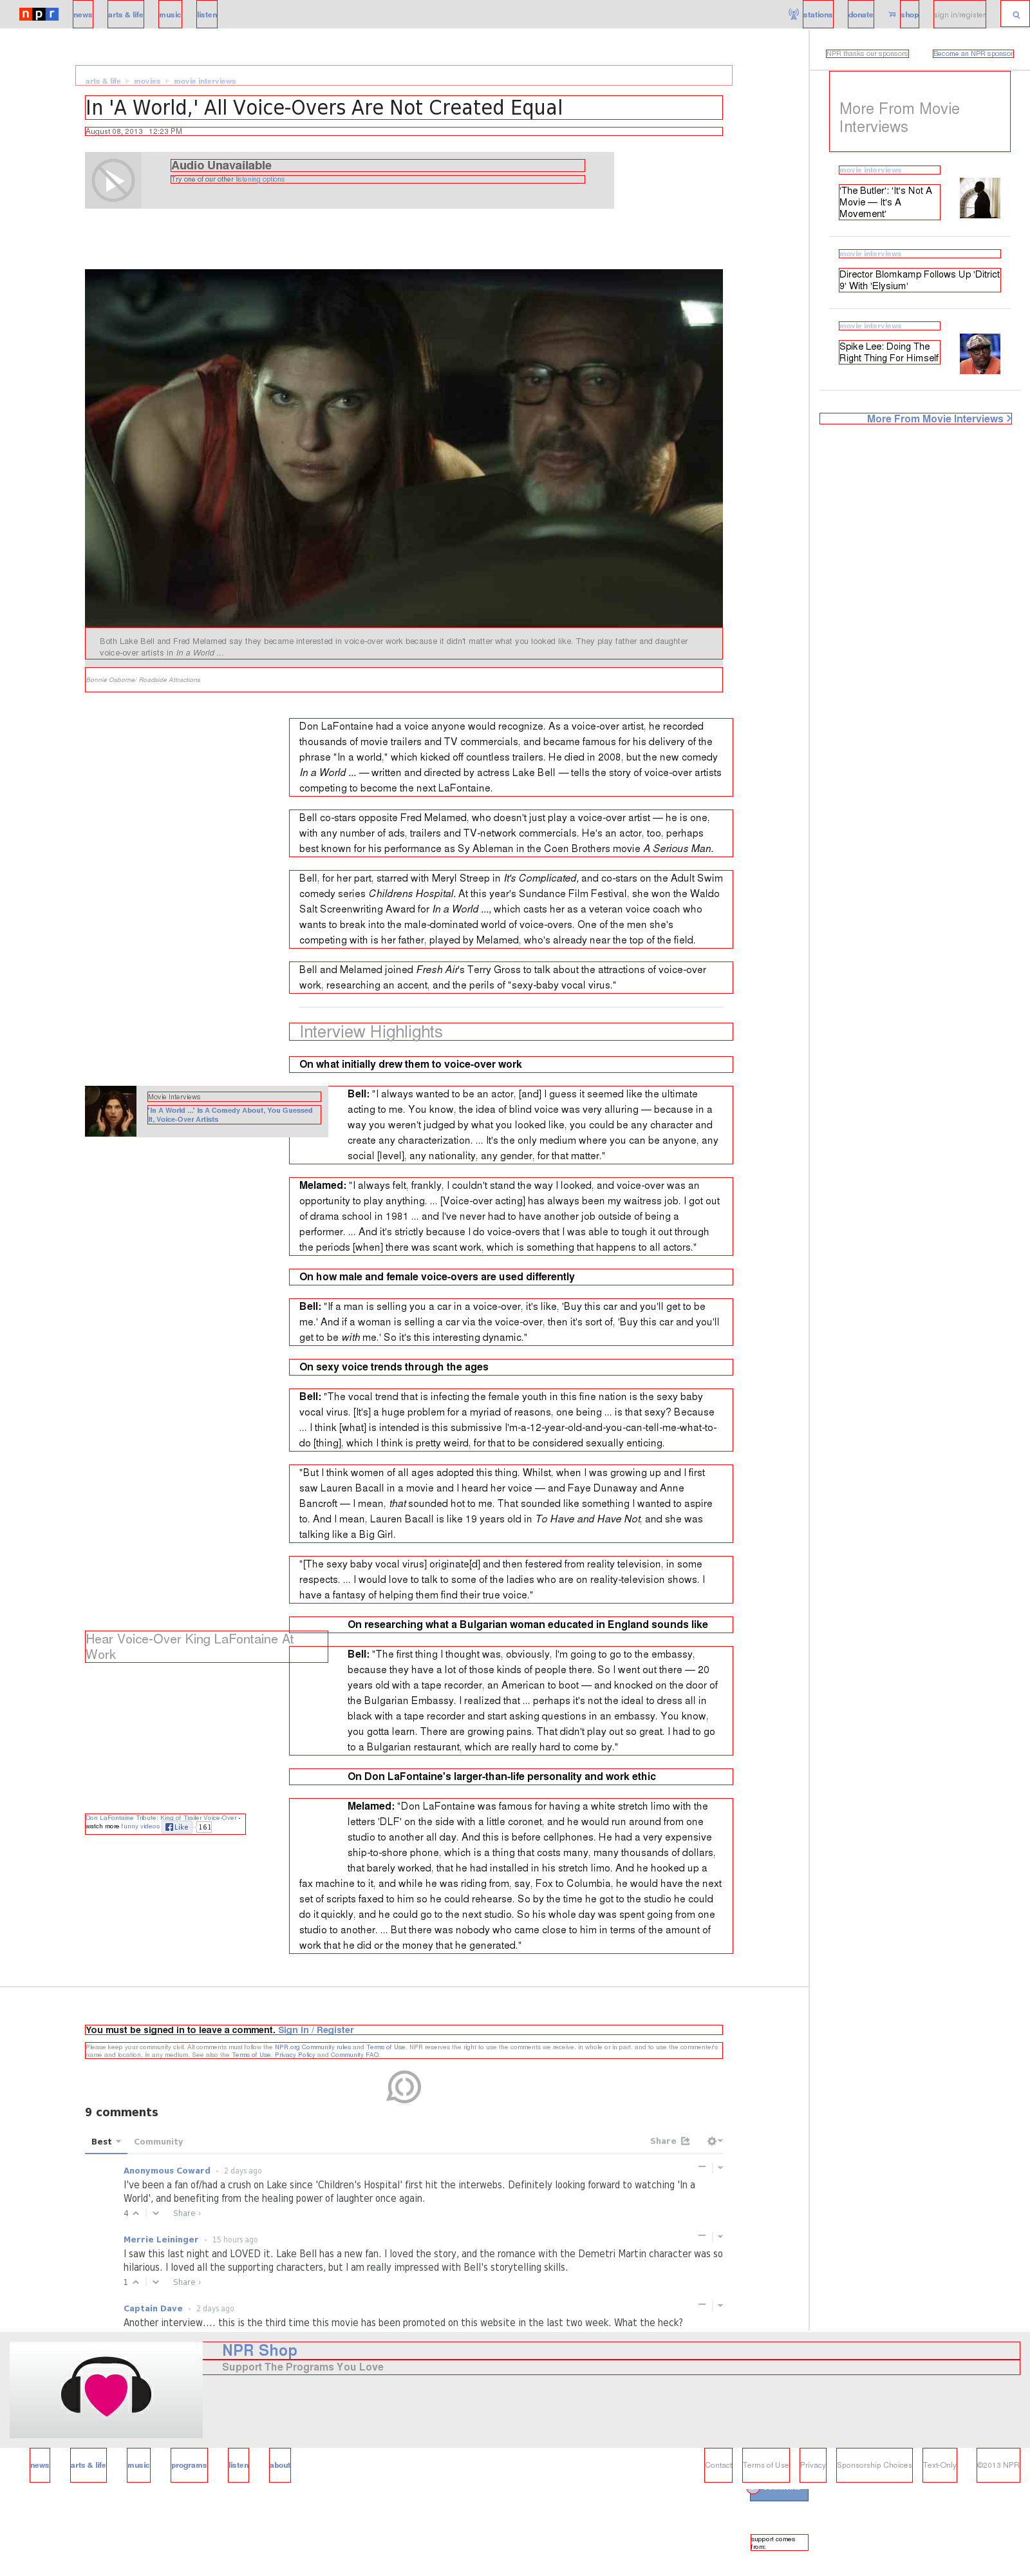 npr
news arts & life music listen stations donate shop sign in/register
NPR thanks our sponsors Become an NPR sponsor
arts & life > movies > movie interviews
In 'A World,' All Voice-Overs Are Not Created Equal
August 08, 2013 12:23 PM
Audio Unavailable
Try one of our other listening options
Both Lake Bell and Fred Melamed say they became interested in voice-over work because it didn't matter what you looked like. They play father and daughter
voice-over artists in In a World ...
Bonnie Osborne/ Roadside Attractions
Don LaFontaine had a voice anyone would recognize. As a voice-over artist, he recorded
thousands of movie trailers and TV commercials, and became famous for his delivery of the
phrase "In a world," which kicked off countless trailers. He died in 2008, but the new comedy
In a World ... — written and directed by actress Lake Bell — tells the story of voice-over artists
competing to become the next LaFontaine.
Bell co-stars opposite Fred Melamed, who doesn't just play a voice-over artist — he is one,
with any number of ads, trailers and TV-network commercials. He's an actor, too, perhaps
best known for his performance as Sy Ableman in the Coen Brothers movie A Serious Man.
Bell, for her part, starred with Meryl Streep in It's Complicated, and co-stars on the Adult Swim
comedy series Childrens Hospital. At this year's Sundance Film Festival, she won the Waldo
Salt Screenwriting Award for In a World ..., which casts her as a veteran voice coach who
wants to break into the male-dominated world of voice-overs. One of the men she's
competing with is her father, played by Melamed, who's already near the top of the field.
Bell and Melamed joined Fresh Air's Terry Gross to talk about the attractions of voice-over
work, researching an accent, and the perils of "sexy-baby vocal virus."
Interview Highlights
On what initially drew them to voice-over work
Movie Interviews
'In A World ...' Is A Comedy About, You Guessed
It, Voice-Over Artists
Bell: "I always wanted to be an actor, [and] I guess it seemed like the ultimate
acting to me. You know, the idea of blind voice was very alluring — because in a
way you weren't judged by what you looked like, you could be any character and
create any characterization. ... It's the only medium where you can be anyone, any
social [level], any nationality, any gender, for that matter."
Melamed: "I always felt, frankly, I couldn't stand the way I looked, and voice-over was an
opportunity to play anything. ... [Voice-over acting] has always been my waitress job. I got out
of drama school in 1981 ... and I've never had to have another job outside of being a
performer. ... And it's strictly because I do voice-overs that I was able to tough it out through
the periods [when] there was scant work, which is something that happens to all actors."
On how male and female voice-overs are used differently
Bell: "If a man is selling you a car in a voice-over, it's like, 'Buy this car and you'll get to be
me.' And if a woman is selling a car via the voice-over, then it's sort of, 'Buy this car and you'll
get to be with me.' So it's this interesting dynamic."
On sexy voice trends through the ages
Bell: "The vocal trend that is infecting the female youth in this fine nation is the sexy baby
vocal virus. [It's] a huge problem for a myriad of reasons, one being ... is that sexy? Because
... I think [what] is intended is this submissive I'm-a-12-year-old-and-you-can-tell-me-what-to-
do [thing], which I think is pretty weird, for that to be considered sexually enticing.
"But I think women of all ages adopted this thing. Whilst, when I was growing up and I first
saw Lauren Bacall in a movie and I heard her voice — and Faye Dunaway and Anne
Bancroft — I mean, that sounded hot to me. That sounded like something I wanted to aspire
to. And I mean, Lauren Bacall is like 19 years old in To Have and Have Not, and she was
talking like a Big Girl.
"[The sexy baby vocal virus] originate[d] and then festered from reality television, in some
respects. ... I would love to talk to some of the ladies who are on reality-television shows. I
have a fantasy of helping them find their true voice."
On researching what a Bulgarian woman educated in England sounds like
Hear Voice-Over King LaFontaine At
Work
Bell: "The first thing I thought was, obviously, I'm going to go to the embassy,
because they have a lot of those kinds of people there. So I went out there — 20
years old with a tape recorder, an American to boot — and knocked on the door of
the Bulgarian Embassy. I realized that ... perhaps it's not the ideal to dress all in
black with a tape recorder and start asking questions in an embassy. You know,
you gotta learn. There are growing pains. That didn't play out so great. I had to go
to a Bulgarian restaurant, which are really hard to come by."
On Don LaFontaine's larger-than-life personality and work ethic
Don LaFontaine Tribute: King of Trailer Voice-Over -
watch more funny videos Like 161
Melamed: "Don LaFontaine was famous for having a white stretch limo with the
letters 'DLF' on the side with a little coronet, and he would run around from one
studio to another all day. And this is before cellphones. He had a very expensive
ship-to-shore phone, which is a thing that costs many, many thousands of dollars,
that barely worked, that he had installed in his stretch limo. And he hooked up a
fax machine to it, and while he was riding from, say, Fox to Columbia, he would have the next
set of scripts faxed to him so he could rehearse. So by the time he got to the studio he could
do it quickly, and he could go to the next studio. So his whole day was spent going from one
studio to another. ... But there was nobody who came close to him in terms of the amount of
work that he did or the money that he generated."
More From Movie
Interviews
movie interviews
'The Butler': 'It's Not A
Movie — It's A
Movement'
movie interviews
Director Blomkamp Follows Up 'Ditrict
9' With 'Elysium'
movie interviews
Spike Lee: Doing The
Right Thing For Himself
More From Movie Interviews >
You must be signed in to leave a comment. Sign In / Register
Please keep your community civil. All comments must follow the NPR.org Community rules and Terms of Use. NPR reserves the right to use the comments we receive, in whole or in part, and to use the commenter's
name and location, in any medium. See also the Terms of Use, Privacy Policy and Community FAQ.
9 comments
Best Community Share
Anonymous Coward • 2 days ago
I've been a fan of/had a crush on Lake since 'Children's Hospital' first hit the interwebs. Definitely looking forward to watching 'In a
World', and benefiting from the healing power of laughter once again.
4 Share ›
Merrie Leininger • 15 hours ago
I saw this last night and LOVED it. Lake Bell has a new fan. I loved the story, and the romance with the Demetri Martin character was so
hilarious. I loved all the supporting characters, but I am really impressed with Bell's storytelling skills.
1 Share ›
Captain Dave • 2 days ago
Another interview.... this is the third time this movie has been promoted on this website in the last two week. What the heck?
NPR Shop
Support The Programs You Love
news arts & life music programs listen about Contact Terms of Use Privacy Sponsorship Choices Text-Only ©2013 NPR
support comes
from: